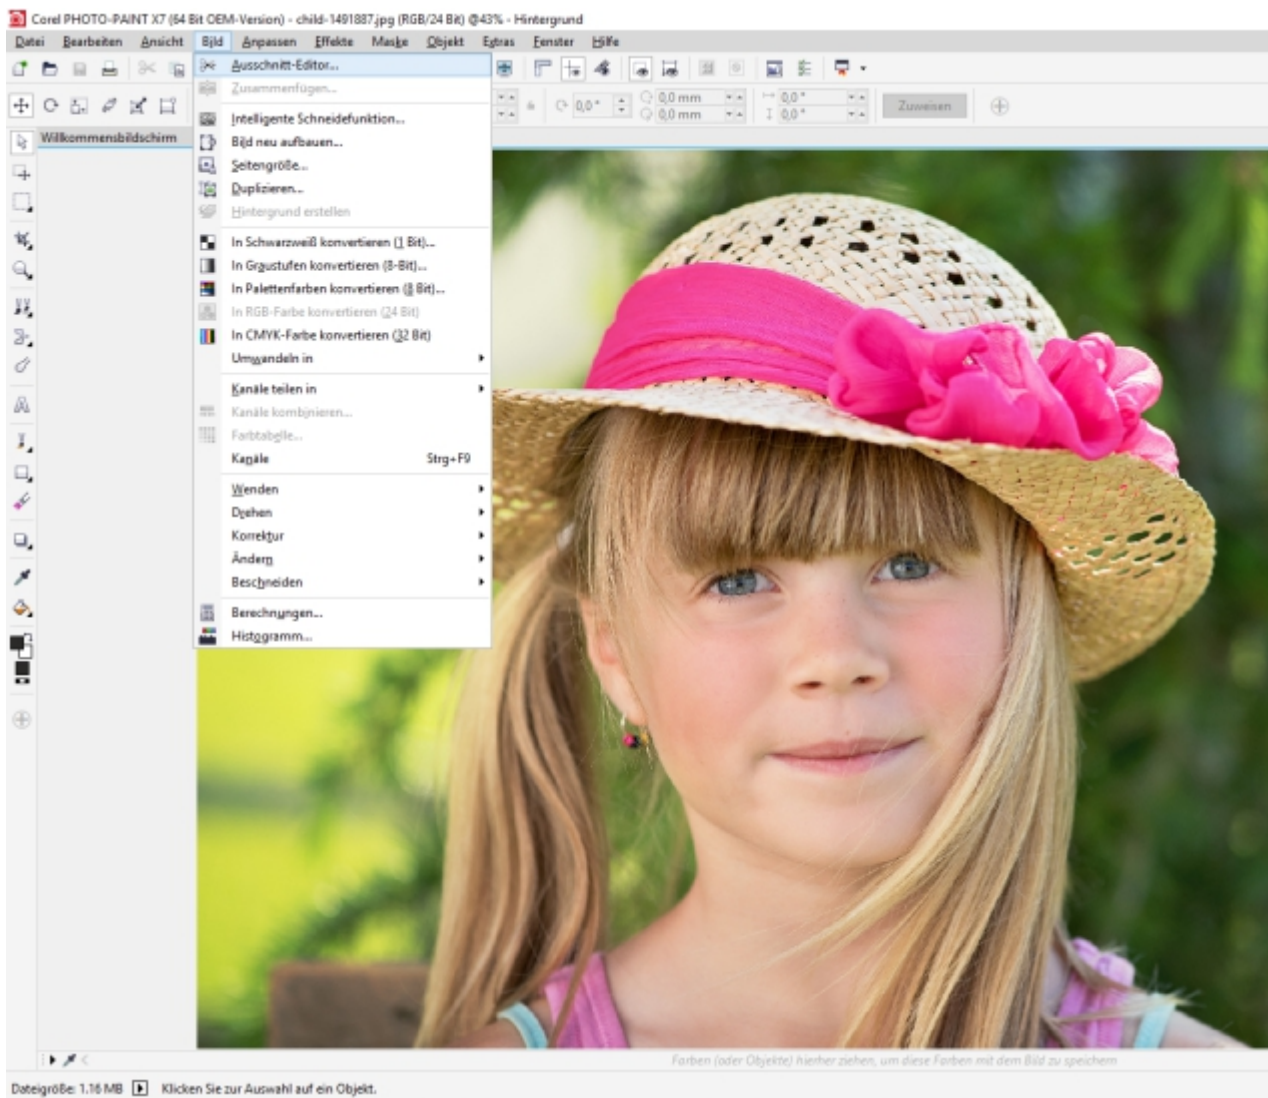 Corel PHOTO-PAINT X7 (64 Bit OEM-Version) - child-1491887.jpg (RGB/24 Bit) @43% - Hintergrund
Datei Bearbeiten Ansicht Bild Anpassen Effekte Maske Objekt Extras Fenster Hilfe
Ausschnitt-Editor...
Zusammenfügen...
0,0 ° 0,0 mm 0,0 °
0,0 mm 0,0 °
Zuweisen
Willkommensbildschirm
Intelligente Schneidefunktion...
Bild neu aufbauen...
Seitengröße...
Duplizieren...
Hintergrund erstellen
In Schwarzweiß konvertieren (1 Bit)...
In Graustufen konvertieren (8-Bit)...
In Palettenfarben konvertieren (8 Bit)...
In RGB-Farbe konvertieren (24 Bit)
In CMYK-Farbe konvertieren (32 Bit)
Umwandeln in
Kanäle teilen in
Kanäle kombinieren...
Farbtabelle...
Kanäle Strg+F9
Wenden
Drehen
Korrektur
Ändern
Beschneiden
Berechnungen...
Histogramm...
Farben (oder Objekte) hierher ziehen, um diese Farben mit dem Bild zu speichern
Dateigröße: 1.16 MB Klicken Sie zur Auswahl auf ein Objekt.